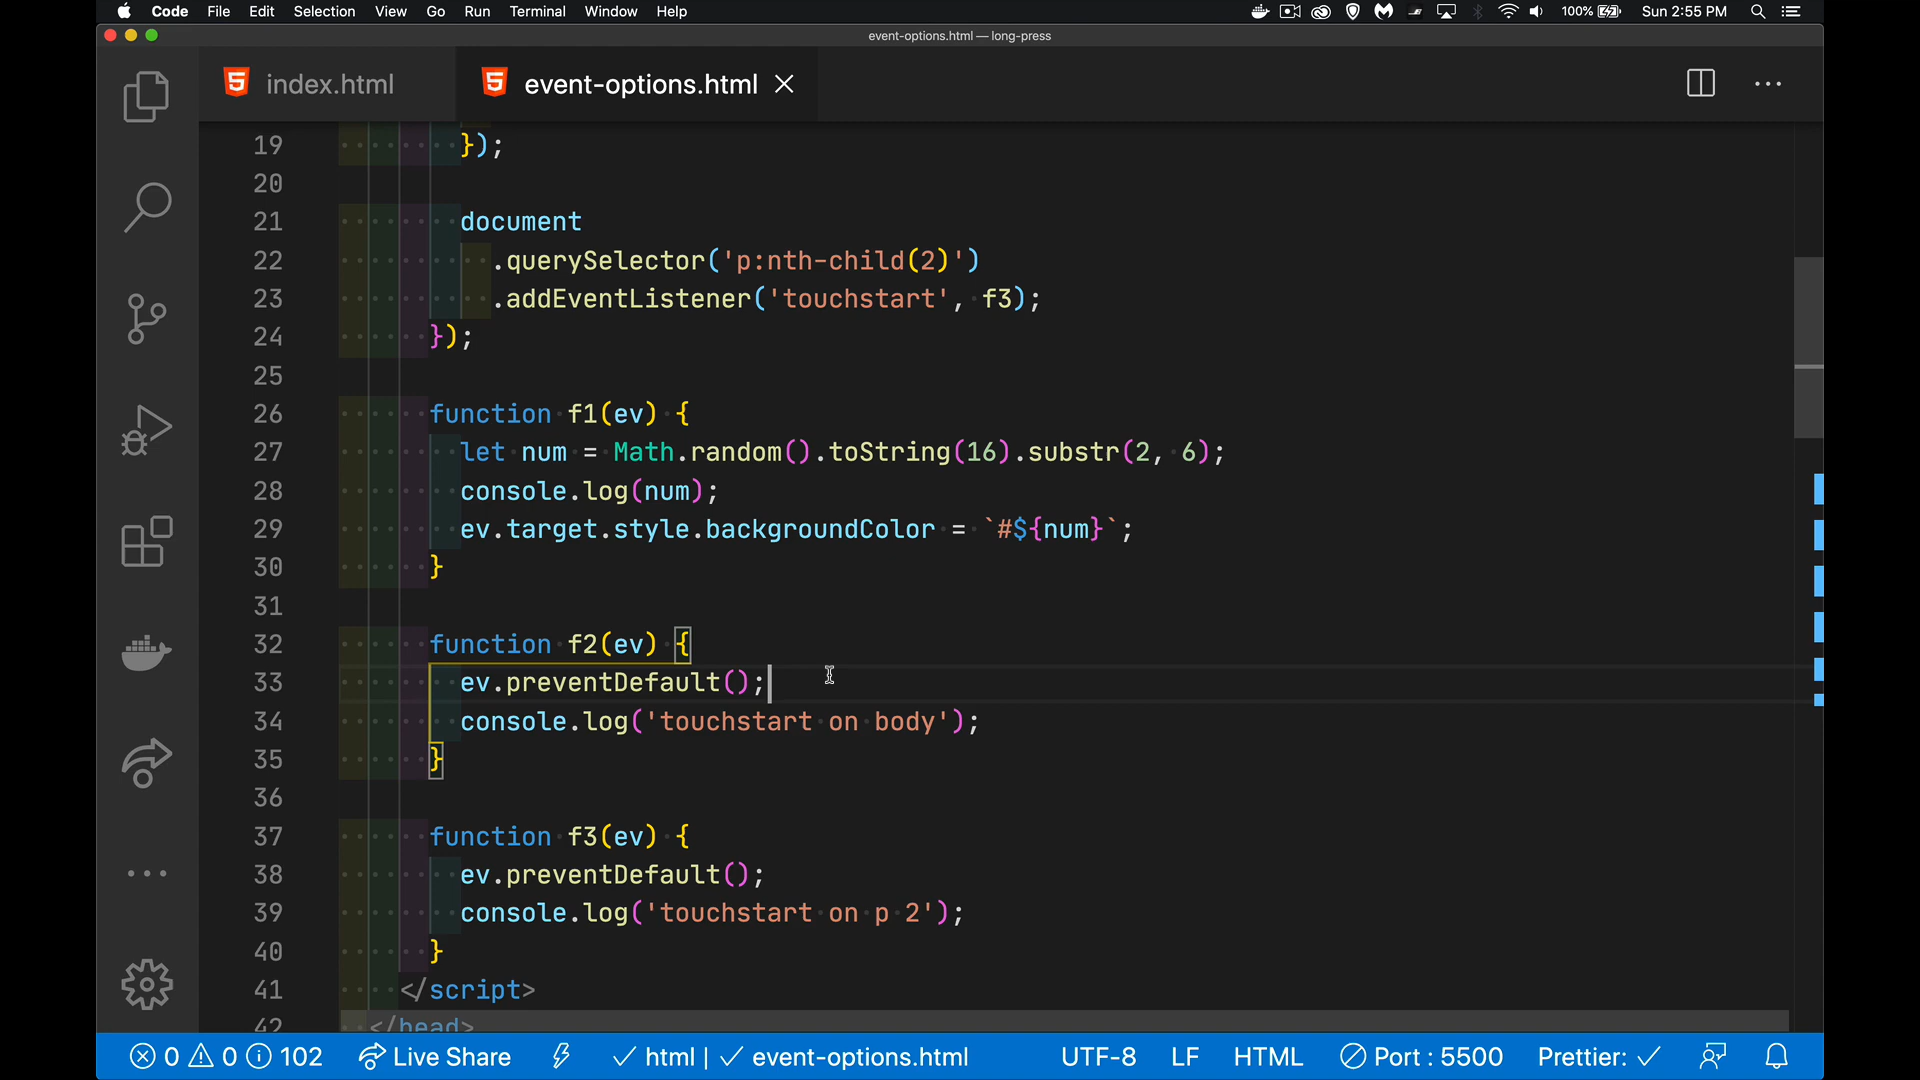 Code File Edit Selection View Go Run Terminal Window Help 100% Sun 2:55 PM
event-options.html — long-press
index.html event-options.html
19 });
20
21 document
22 .querySelector('p:nth-child(2)')
23 .addEventListener('touchstart', f3);
24 });
25
26 function f1(ev) {
27 let num = Math.random().toString(16).substr(2, 6);
28 console.log(num);
29 ev.target.style.backgroundColor = `#${num}`;
30 }
31
32 function f2(ev) {
33 ev.preventDefault();
34 console.log('touchstart on body');
35 }
36
37 function f3(ev) {
38 ev.preventDefault();
39 console.log('touchstart on p 2');
40 }
41 </script>
42 </head>
0 0 102 Live Share html | event-options.html UTF-8 LF HTML Port : 5500 Prettier: